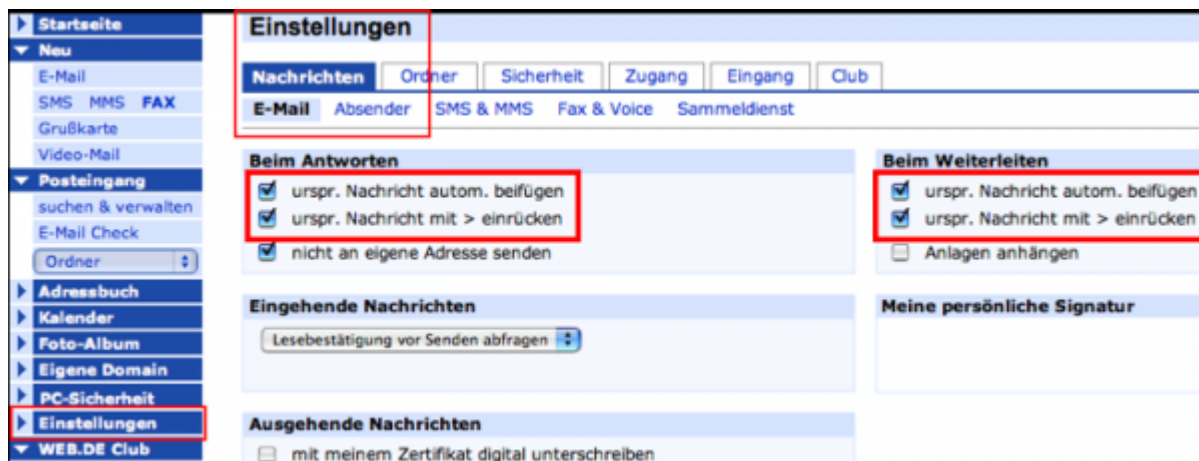 Startseite
Neu
E-Mail
SMS MMS FAX
Grußkarte
Video-Mail
Posteingang
suchen & verwalten
E-Mail Check
Ordner
Adressbuch
Kalender
Foto-Album
Eigene Domain
PC-Sicherheit
Einstellungen
WEB.DE Club
Einstellungen
Nachrichten Ordner Sicherheit Zugang Eingang Club
E-Mail Absender SMS & MMS Fax & Voice Sammeldienst
Beim Antworten
urspr. Nachricht autom. beifügen
urspr. Nachricht mit > einrücken
nicht an eigene Adresse senden
Beim Weiterleiten
urspr. Nachricht autom. beifügen
urspr. Nachricht mit > einrücken
Anlagen anhängen
Eingehende Nachrichten
Lesebestätigung vor Senden abfragen
Meine persönliche Signatur
Ausgehende Nachrichten
mit meinem Zertifikat digital unterschreiben